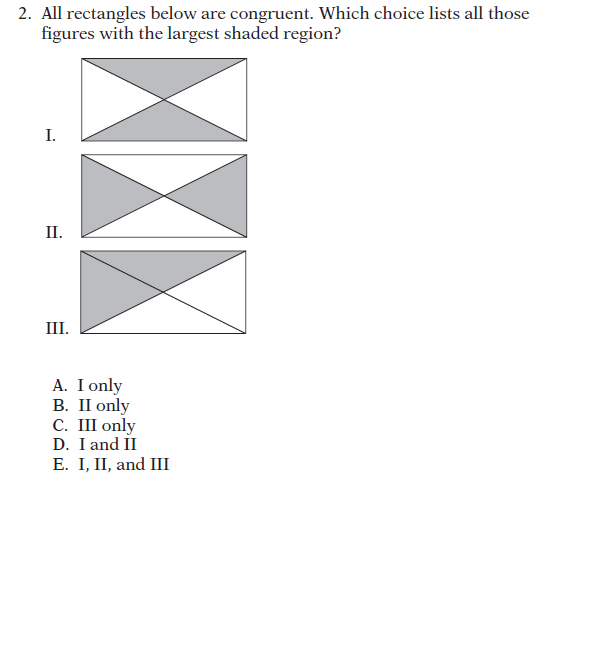 2. All rectangles below are congruent. Which choice lists all those
figures with the largest shaded region?
I.
II.
III.
A. I only
B. II only
C. III only
D. I and II
E. I, II, and III